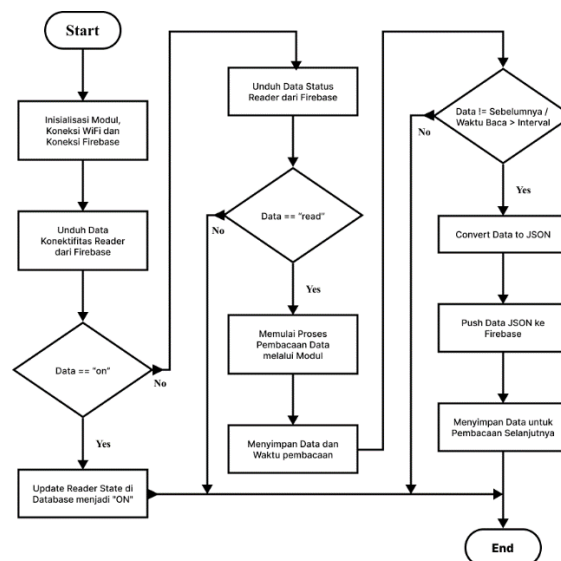 Start
Inisialisasi Modul,
Koneksi WiFi dan
Koneksi Firebase
Unduh Data
Konektifitas Reader
dari Firebase
Data == "on"
No
Yes
Update Reader State di
Database menjadi "ON"
Unduh Data Status
Reader dari Firebase
Data == "read"
No
Yes
Memulai Proses
Pembacaan Data
melalui Modul
Menyimpan Data dan
Waktu pembacaan
Data != Sebelumnya /
Waktu Baca > Interval
No
Yes
Convert Data to JSON
Push Data JSON ke
Firebase
Menyimpan Data untuk
Pembacaan Selanjutnya
End